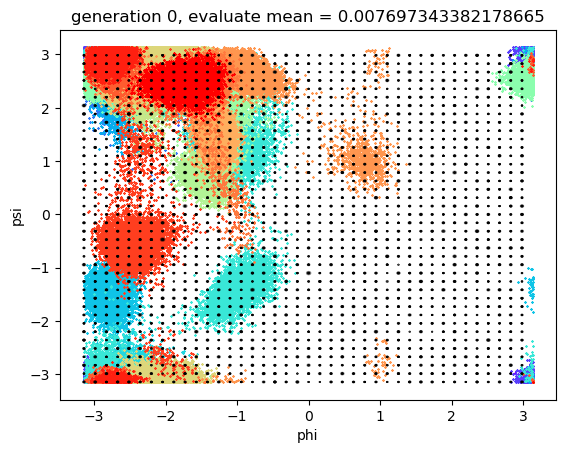 generation 0, evaluate mean = 0.007697343382178665
psi
3
2
1
0
−1
−2
−3
−3 −2 −1 0 1 2 3
phi